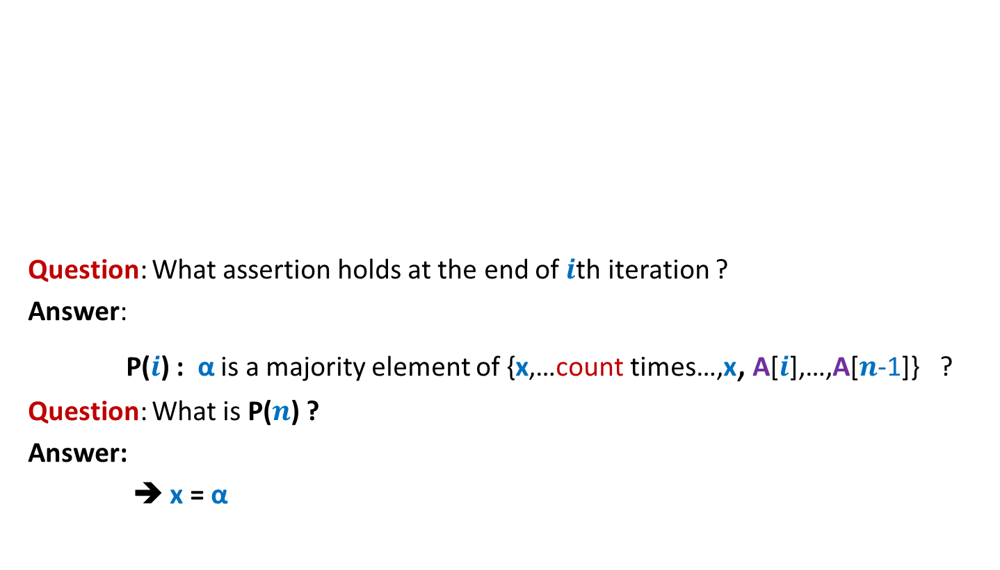 Question: What assertion holds at the end of ith iteration ?
Answer:
P(i) : α is a majority element of {x,…count times…,x, A[i],…,A[n-1]} ?
Question: What is P(n) ?
Answer:
➔ x = α